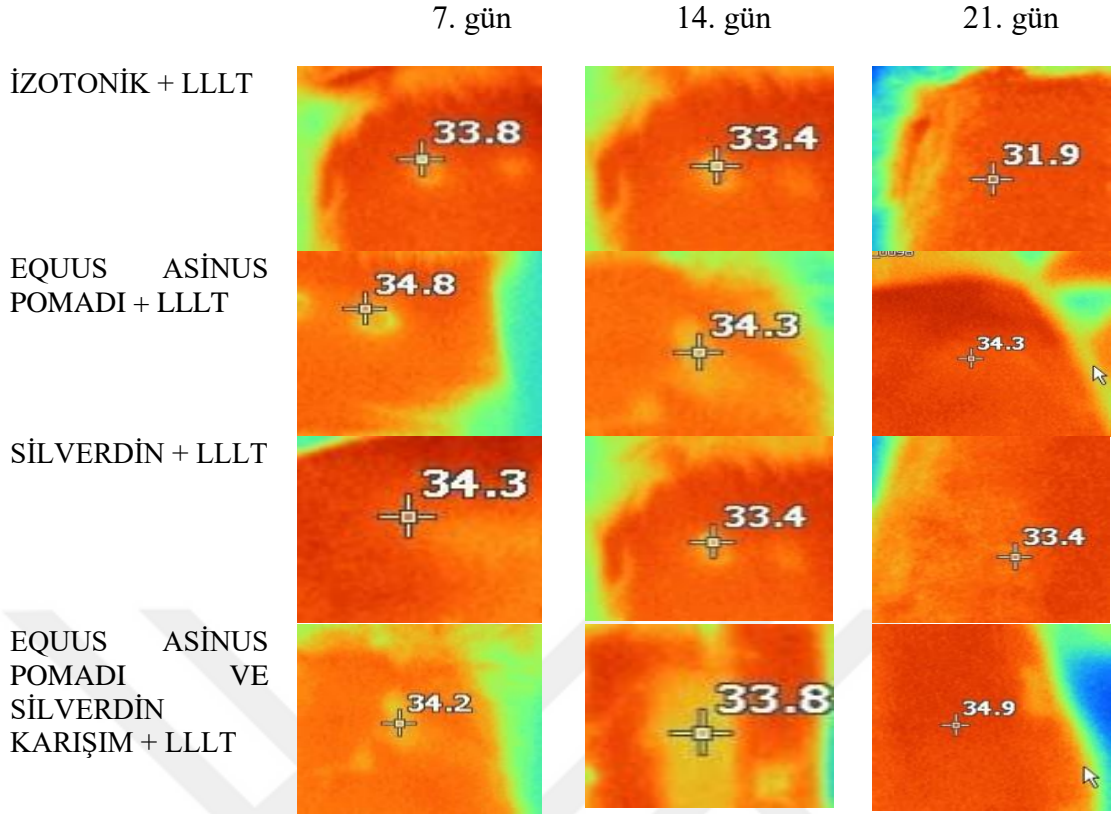 7. gün 14. gün 21. gün
İZOTONİK + LLLT
33.8 33.4 31.9
EQUUS ASİNUS
POMADI + LLLT
34.8 34.3 34.3
SİLVERDİN + LLLT
34.3 33.4 33.4
EQUUS ASİNUS
POMADI VE
SİLVERDİN
KARIŞIM + LLLT
34.2 33.8 34.9